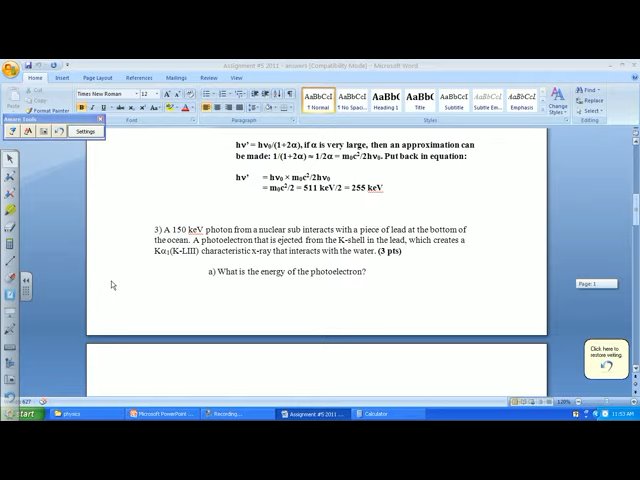 Assignment #5 2011 - answers [Compatibility Mode] - Microsoft Word
Home Insert Page Layout References Mailings Review View
Cut
Copy
Paste
Format Painter
Times New Roman 12
Font Paragraph Styles Editing
AaBbCcI AaBbCcI AaBbC AaBbC AaBbCcI AaBbCcI AaBbCcI
¶ Normal ¶ No Spaci... Heading 1 Title Subtitle Subtle Em... Emphasis
Change Styles
Find
Replace
Select
Settings
hν' = hν₀/(1+2α), if α is very large, then an approximation can
be made: 1/(1+2α) ≈ 1/2α = m₀c²/2hν₀. Put back in equation:
hν' = hν₀ × m₀c²/2hν₀
= m₀c²/2 = 511 keV/2 = 255 keV
3) A 150 keV photon from a nuclear sub interacts with a piece of lead at the bottom of
the ocean. A photoelectron that is ejected from the K-shell in the lead, which creates a
Kα₁(K-LIII) characteristic x-ray that interacts with the water. (3 pts)
a) What is the energy of the photoelectron?
Page: 1
Click here to
restore writing.
627
120%
start physics Microsoft PowerPoint ... Recording... Assignment #5 2011 ... Calculator 11:53 AM